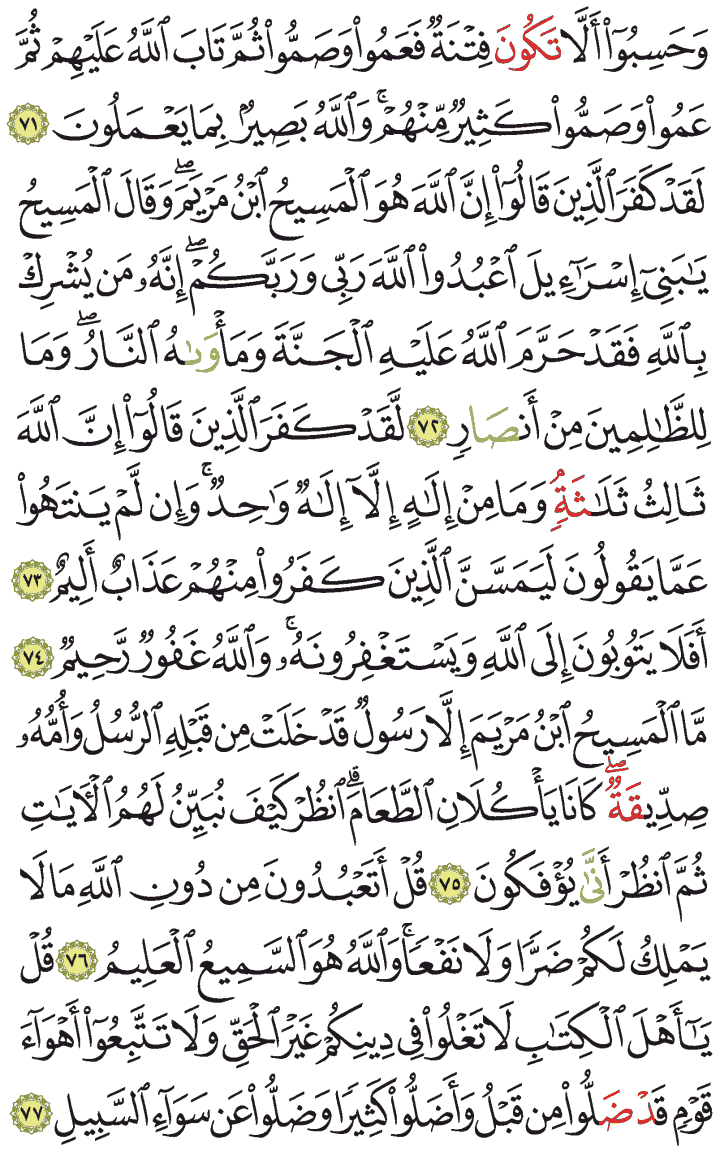 وَحَسِبُوٓا۟ أَلَّا تَكُونَ فِتْنَةٌ فَعَمُوا۟ وَصَمُّوا۟ ثُمَّ تَابَ ٱللَّهُ عَلَيْهِمْ ثُمَّ
عَمُوا۟ وَصَمُّوا۟ كَثِيرٌ مِّنْهُمْ ۚ وَٱللَّهُ بَصِيرٌۢ بِمَا يَعْمَلُونَ ٧١
لَقَدْ كَفَرَ ٱلَّذِينَ قَالُوٓا۟ إِنَّ ٱللَّهَ هُوَ ٱلْمَسِيحُ ٱبْنُ مَرْيَمَ ۖ وَقَالَ ٱلْمَسِيحُ
يَـٰبَنِىٓ إِسْرَٰٓءِيلَ ٱعْبُدُوا۟ ٱللَّهَ رَبِّى وَرَبَّكُمْ ۖ إِنَّهُۥ مَن يُشْرِكْ
بِٱللَّهِ فَقَدْ حَرَّمَ ٱللَّهُ عَلَيْهِ ٱلْجَنَّةَ وَمَأْوَىٰهُ ٱلنَّارُ ۖ وَمَا
لِلظَّـٰلِمِينَ مِنْ أَنصَارٍ ٧٢ لَّقَدْ كَفَرَ ٱلَّذِينَ قَالُوٓا۟ إِنَّ ٱللَّهَ
ثَالِثُ ثَلَـٰثَةٍ ۘ وَمَا مِنْ إِلَـٰهٍ إِلَّآ إِلَـٰهٌ وَٰحِدٌ ۚ وَإِن لَّمْ يَنتَهُوا۟
عَمَّا يَقُولُونَ لَيَمَسَّنَّ ٱلَّذِينَ كَفَرُوا۟ مِنْهُمْ عَذَابٌ أَلِيمٌ ٧٣
أَفَلَا يَتُوبُونَ إِلَى ٱللَّهِ وَيَسْتَغْفِرُونَهُۥ ۚ وَٱللَّهُ غَفُورٌ رَّحِيمٌ ٧٤
مَّا ٱلْمَسِيحُ ٱبْنُ مَرْيَمَ إِلَّا رَسُولٌ قَدْ خَلَتْ مِن قَبْلِهِ ٱلرُّسُلُ وَأُمُّهُۥ
صِدِّيقَةٌ ۖ كَانَا يَأْكُلَانِ ٱلطَّعَامَ ۗ ٱنظُرْ كَيْفَ نُبَيِّنُ لَهُمُ ٱلْـَٔايَـٰتِ
ثُمَّ ٱنظُرْ أَنَّىٰ يُؤْفَكُونَ ٧٥ قُلْ أَتَعْبُدُونَ مِن دُونِ ٱللَّهِ مَا لَا
يَمْلِكُ لَكُمْ ضَرًّا وَلَا نَفْعًا ۚ وَٱللَّهُ هُوَ ٱلسَّمِيعُ ٱلْعَلِيمُ ٧٦ قُلْ
يَـٰٓأَهْلَ ٱلْكِتَـٰبِ لَا تَغْلُوا۟ فِى دِينِكُمْ غَيْرَ ٱلْحَقِّ وَلَا تَتَّبِعُوٓا۟ أَهْوَآءَ
قَوْمٍ قَدْ ضَلُّوا۟ مِن قَبْلُ وَأَضَلُّوا۟ كَثِيرًا وَضَلُّوا۟ عَن سَوَآءِ ٱلسَّبِيلِ ٧٧